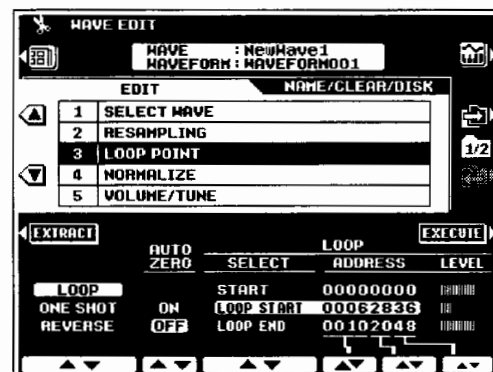 WAVE EDIT
WAVE :NewWave1
WAVEFORM:WAVEFORM001
EDIT NAME/CLEAR/DISK
1 SELECT WAVE
2 RESAMPLING
3 LOOP POINT
4 NORMALIZE
5 VOLUME/TUNE
1/2
EXTRACT EXECUTE
AUTO LOOP
ZERO SELECT ADDRESS LEVEL
LOOP START 00000000
ONE SHOT ON LOOP START 00062836
REVERSE OFF LOOP END 00102048